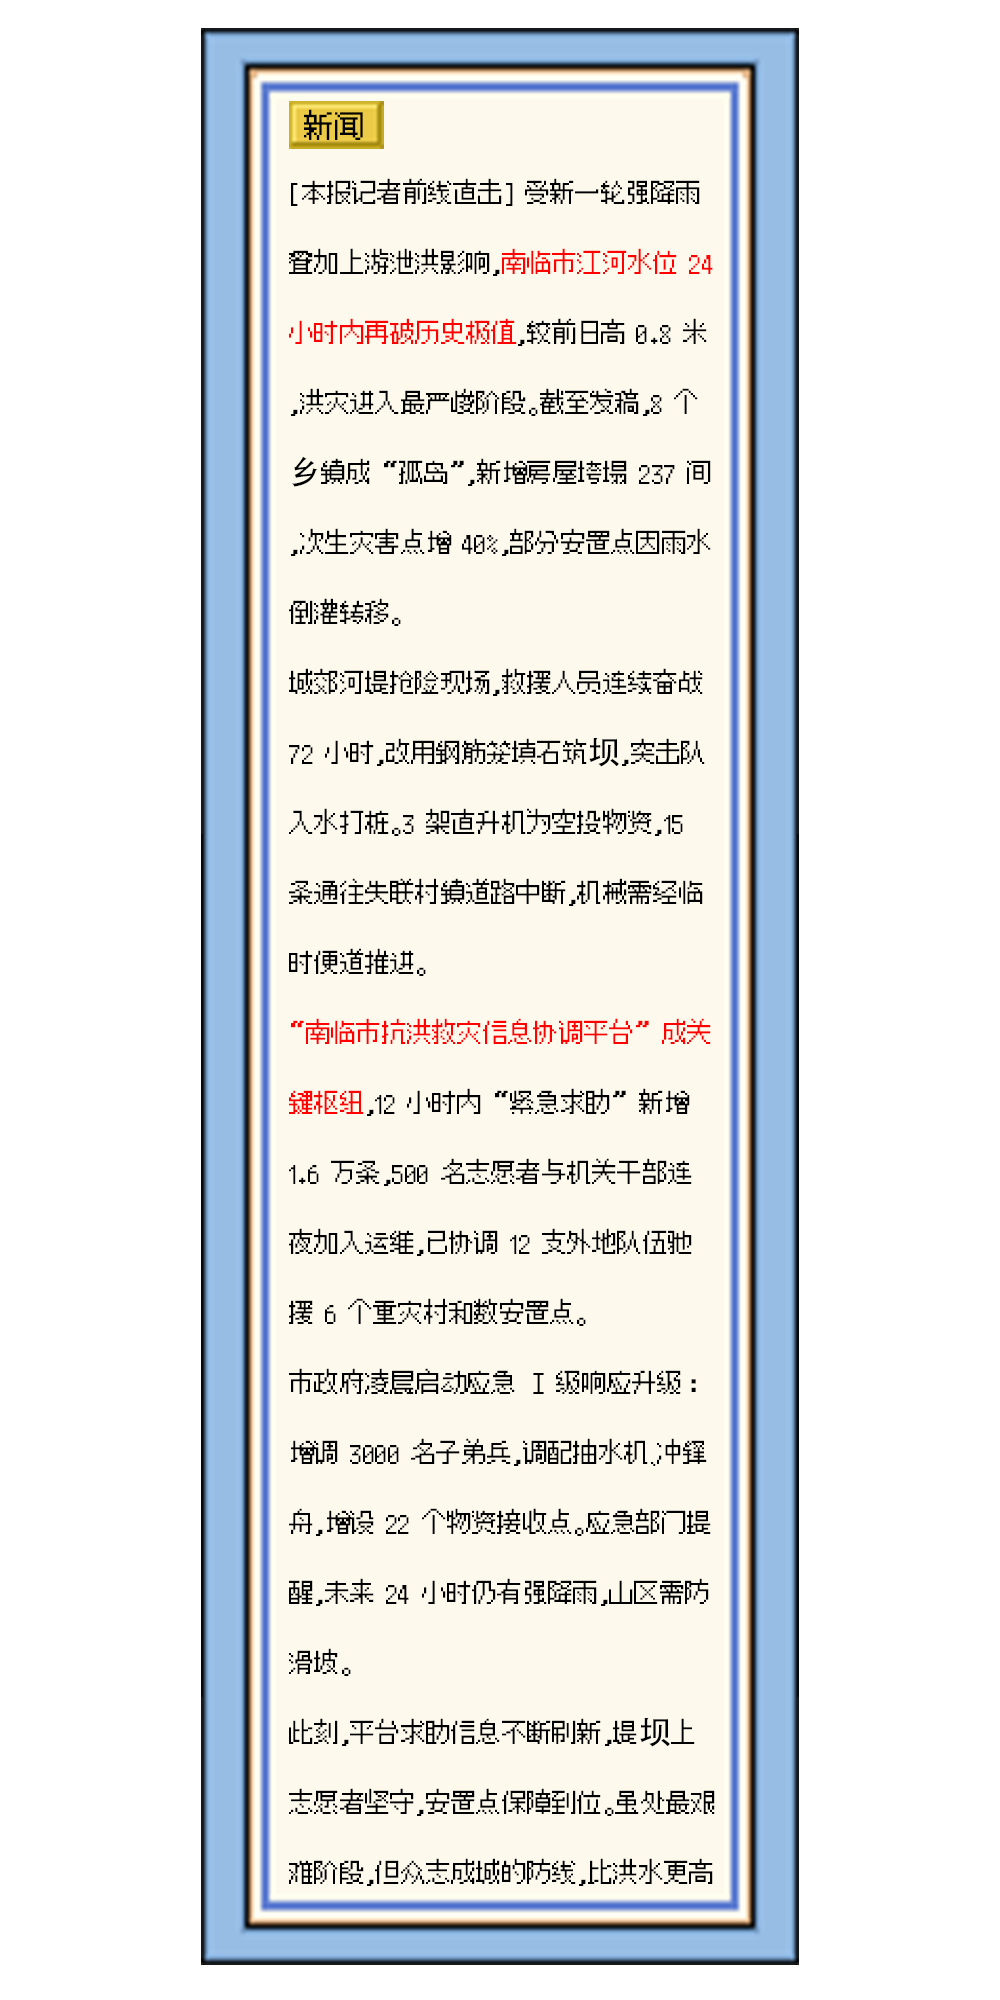 新闻
[本报记者前线直击] 受新一轮强降雨
叠加上游泄洪影响,南临市江河水位 24
小时内再破历史极值,较前日高 0.8 米
,洪灾进入最严峻阶段。截至发稿,8 个
乡镇成 “孤岛”,新增房屋垮塌 237 间
,次生灾害点增 40%,部分安置点因雨水
倒灌转移。
城郊河堤抢险现场,救援人员连续奋战
72 小时,改用钢筋笼填石筑坝,突击队
入水打桩。3 架直升机为空投物资,15
条通往失联村镇道路中断,机械需经临
时便道推进。
“南临市抗洪救灾信息协调平台” 成关
键枢纽,12 小时内 “紧急求助” 新增
1.6 万条,500 名志愿者与机关干部连
夜加入运维,已协调 12 支外地队伍驰
援 6 个重灾村和数安置点。
市政府凌晨启动应急 I 级响应升级：
增调 3000 名子弟兵,调配抽水机、冲锋
舟,增设 22 个物资接收点。应急部门提
醒,未来 24 小时仍有强降雨,山区需防
滑坡。
此刻,平台求助信息不断刷新,堤坝上
志愿者坚守,安置点保障到位。虽处最艰
难阶段,但众志成城的防线,比洪水更高